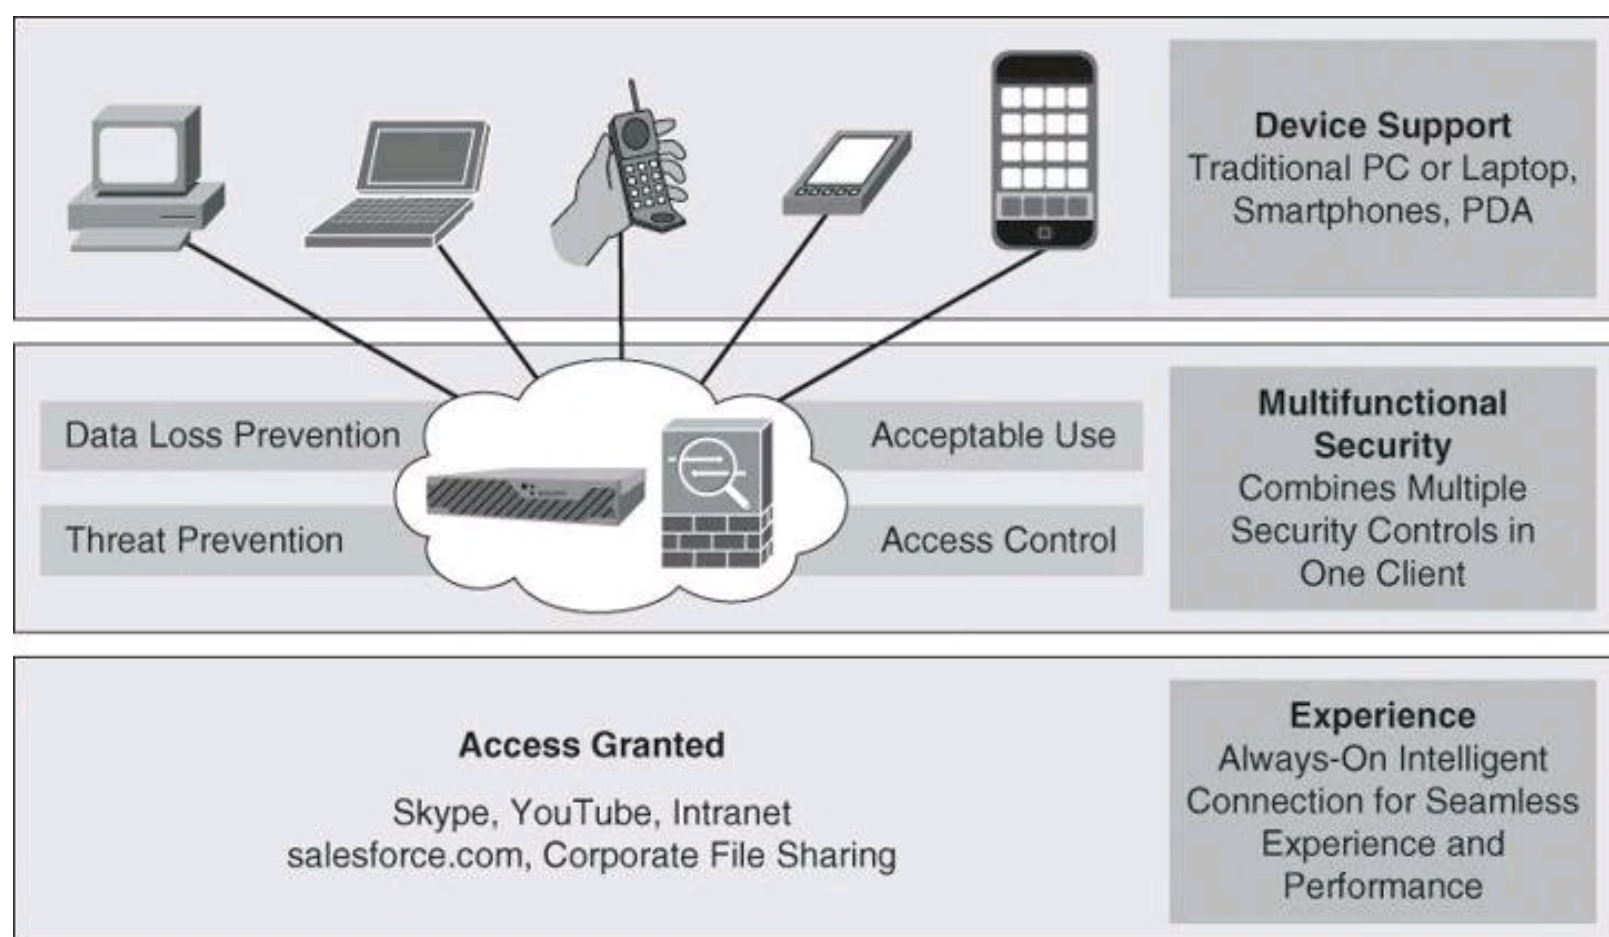 Device Support
Traditional PC or Laptop,
Smartphones, PDA
Data Loss Prevention
Threat Prevention
Acceptable Use
Access Control
Multifunctional
Security
Combines Multiple
Security Controls in
One Client
Access Granted
Skype, YouTube, Intranet
salesforce.com, Corporate File Sharing
Experience
Always-On Intelligent
Connection for Seamless
Experience and
Performance